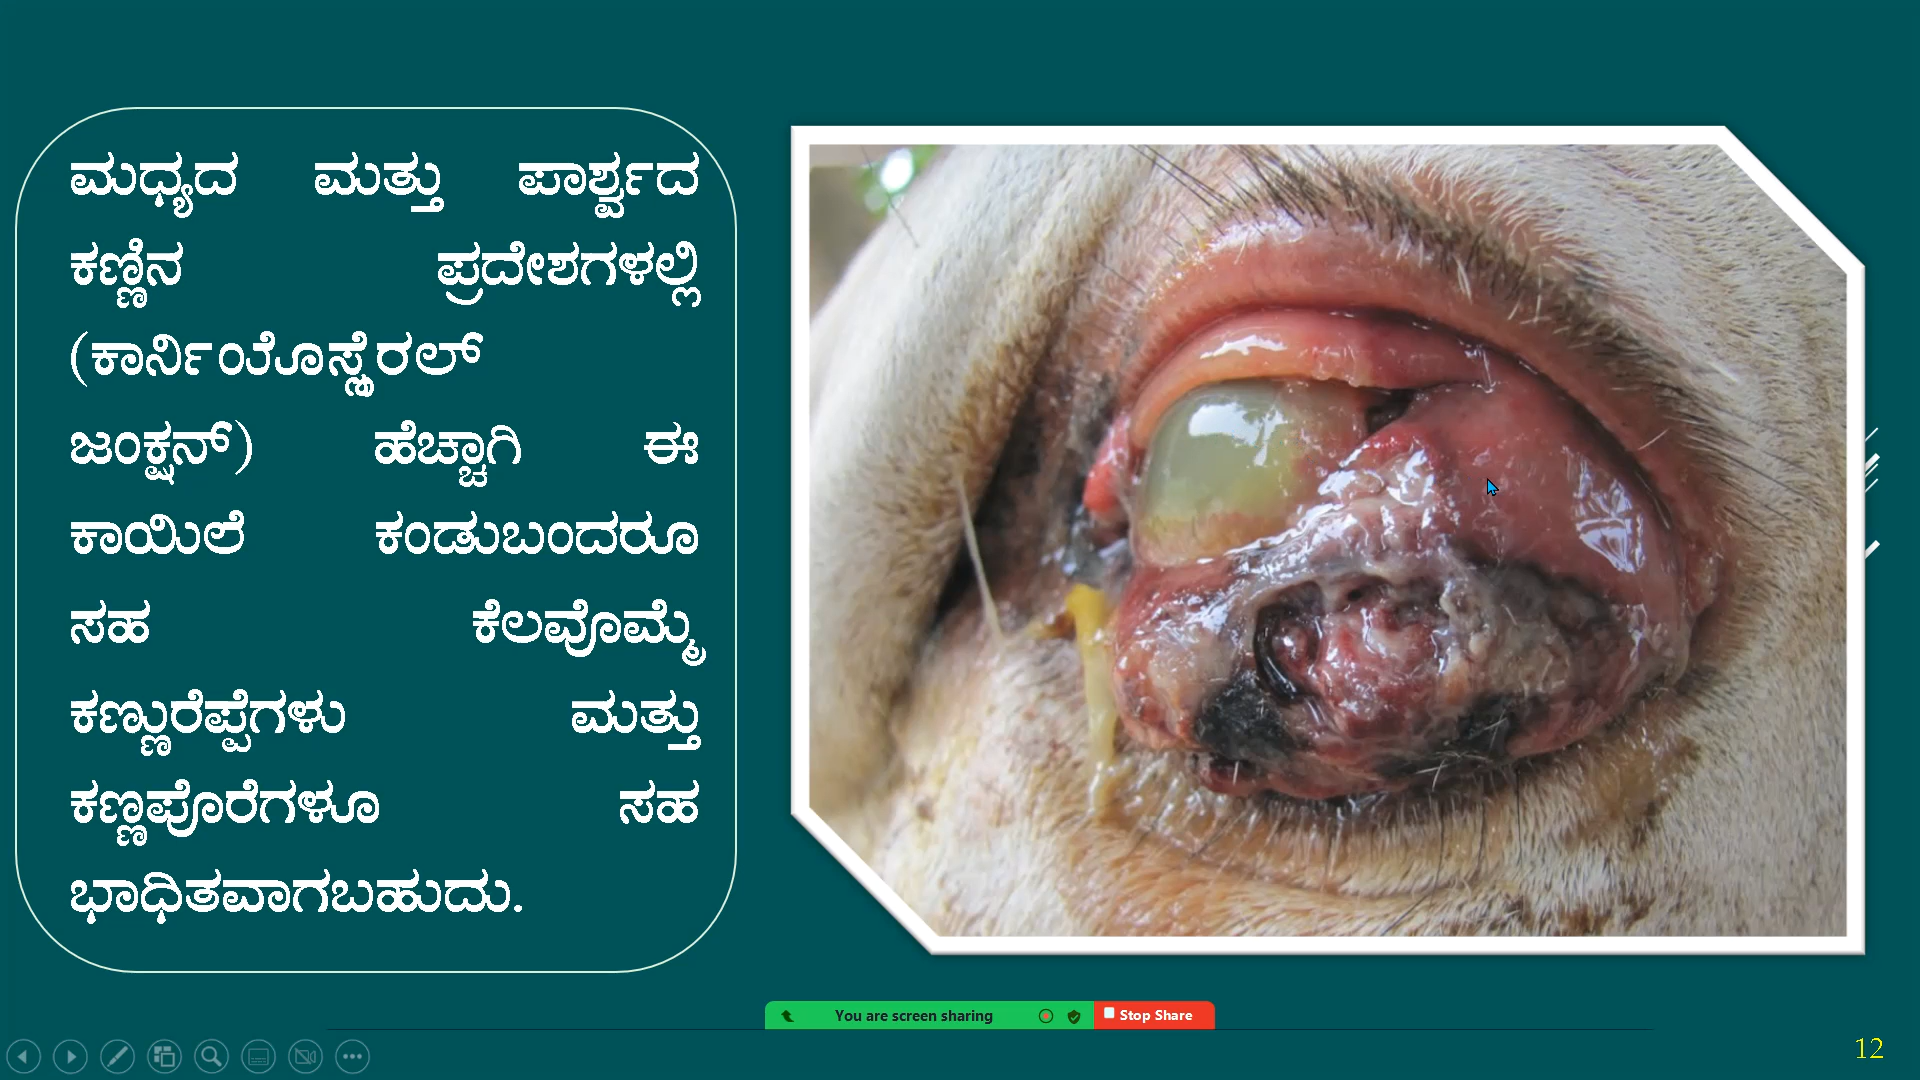 ಮಧ್ಯದ ಮತ್ತು ಪಾರ್ಶ್ವದ
ಕಣ್ಣಿನ ಪ್ರದೇಶಗಳಲ್ಲಿ
(ಕಾರ್ನಿಯೊಸ್ಕ್ಲೆರಲ್
ಜಂಕ್ಷನ್) ಹೆಚ್ಚಾಗಿ ಈ
ಕಾಯಿಲೆ ಕಂಡುಬಂದರೂ
ಸಹ ಕೆಲವೊಮ್ಮೆ
ಕಣ್ಣುರೆಪ್ಪೆಗಳು ಮತ್ತು
ಕಣ್ಣಪೊರೆಗಳೂ ಸಹ
ಭಾಧಿತವಾಗಬಹುದು.
You are screen sharing Stop Share
12